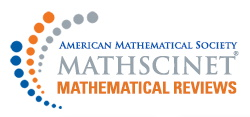 AMERICAN MATHEMATICAL SOCIETY
MATHSCINET®
MATHEMATICAL REVIEWS